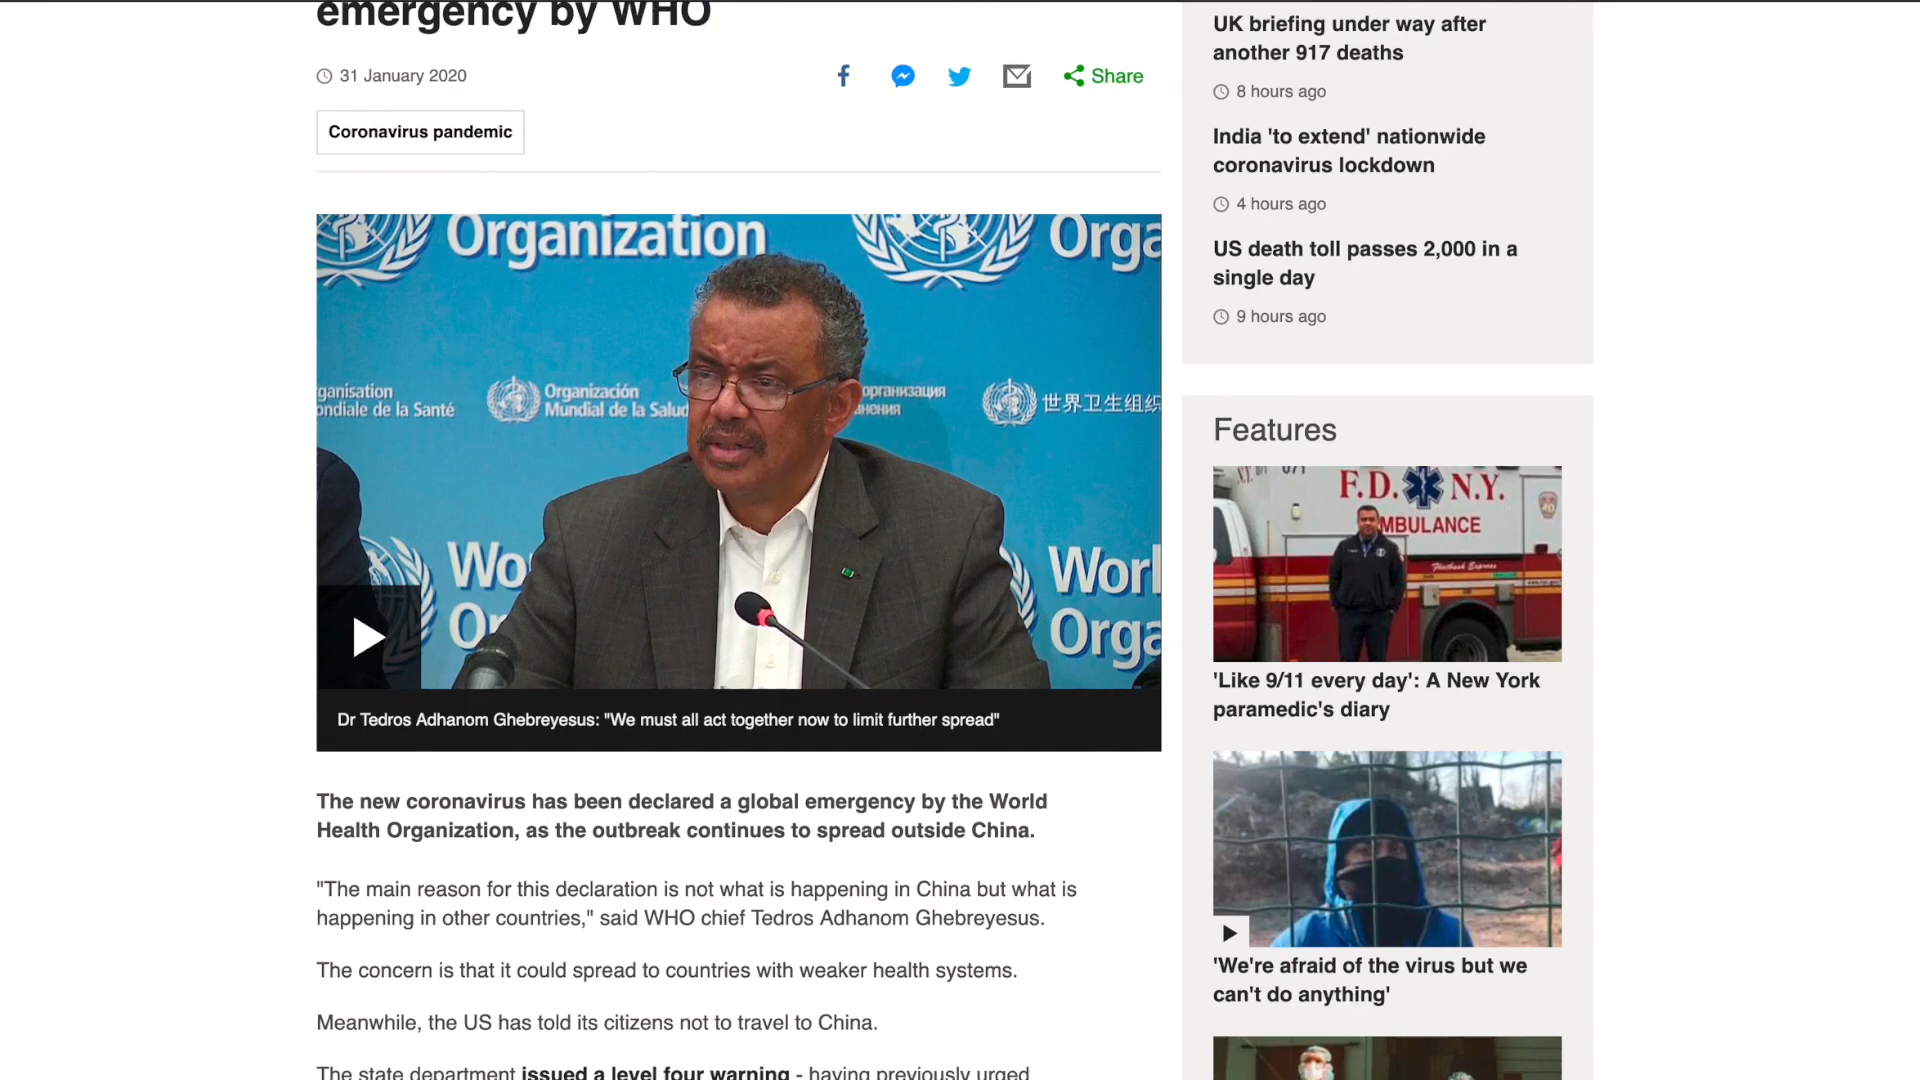 emergency by WHO
31 January 2020
Share
Coronavirus pandemic
Organization
Orga
ganisation
ondiale de la Santé
Organización
Mundial de la Salud
организация
анения
世界卫生组织
Wo
Or
Worl
Orga
Dr Tedros Adhanom Ghebreyesus: "We must all act together now to limit further spread"
The new coronavirus has been declared a global emergency by the World
Health Organization, as the outbreak continues to spread outside China.
"The main reason for this declaration is not what is happening in China but what is
happening in other countries," said WHO chief Tedros Adhanom Ghebreyesus.
The concern is that it could spread to countries with weaker health systems.
Meanwhile, the US has told its citizens not to travel to China.
The state department issued a level four warning - having previously urged
UK briefing under way after
another 917 deaths
8 hours ago
India 'to extend' nationwide
coronavirus lockdown
4 hours ago
US death toll passes 2,000 in a
single day
9 hours ago
Features
F.D. N.Y.
MBULANCE
Flatbush Express
'Like 9/11 every day': A New York
paramedic's diary
'We're afraid of the virus but we
can't do anything'